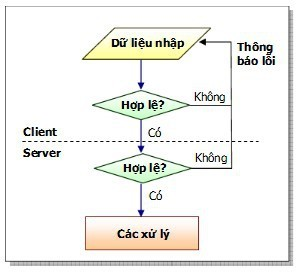 Dữ liệu nhập
Thông
báo lỗi
Hợp lệ?
Không
Client
Có
Server
Hợp lệ?
Không
Có
Các xử lý